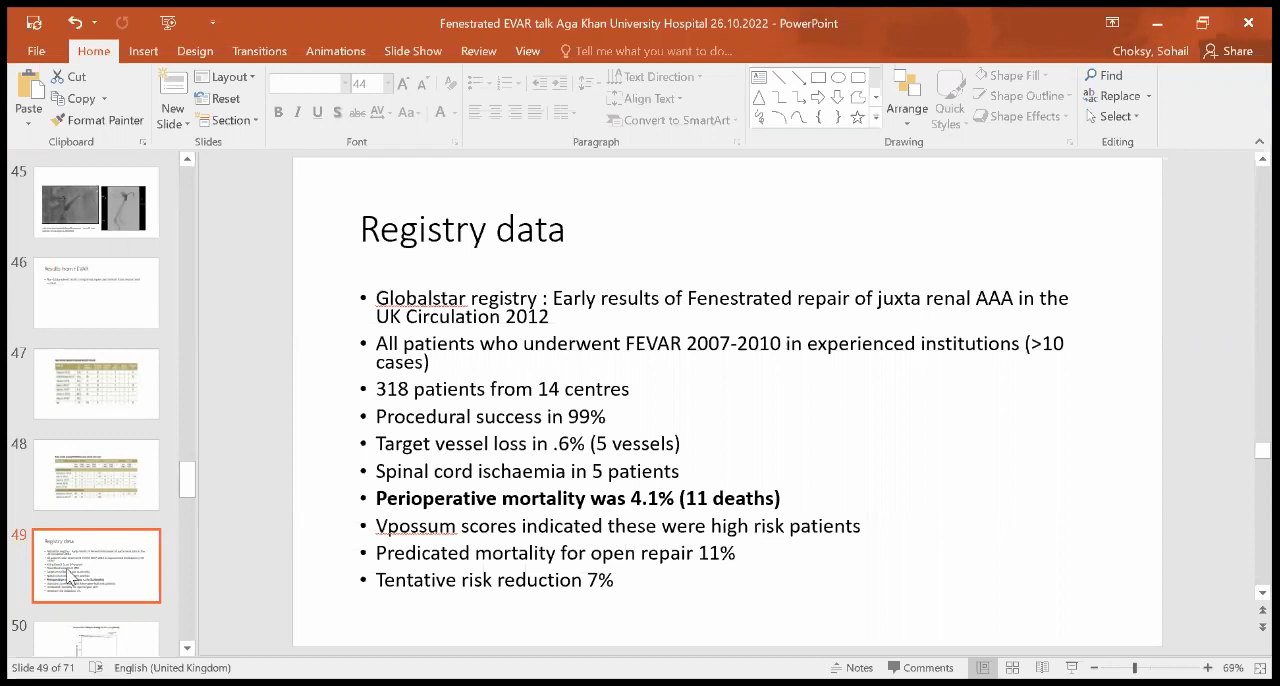 Fenestrated EVAR talk Aga Khan University Hospital 26.10.2022 - PowerPoint
File Home Insert Design Transitions Animations Slide Show Review View Tell me what you want to do... Choksy, Sohail Share
Paste
Cut
Copy
Format Painter
Clipboard
New Slide
Layout
Reset
Section
Slides
44
B I U S abc AV Aa A
Font
Text Direction
Align Text
Convert to SmartArt
Paragraph
Arrange
Quick Styles
Shape Fill
Shape Outline
Shape Effects
Drawing
Find
Replace
Select
Editing
45
46
Results from FEVAR
47
48
49
Registry data
50
Registry data
• Globalstar registry : Early results of Fenestrated repair of juxta renal AAA in the
UK Circulation 2012
• All patients who underwent FEVAR 2007-2010 in experienced institutions (>10
cases)
• 318 patients from 14 centres
• Procedural success in 99%
• Target vessel loss in .6% (5 vessels)
• Spinal cord ischaemia in 5 patients
• Perioperative mortality was 4.1% (11 deaths)
• Vpossum scores indicated these were high risk patients
• Predicated mortality for open repair 11%
• Tentative risk reduction 7%
Slide 49 of 71 English (United Kingdom) Notes Comments 69%